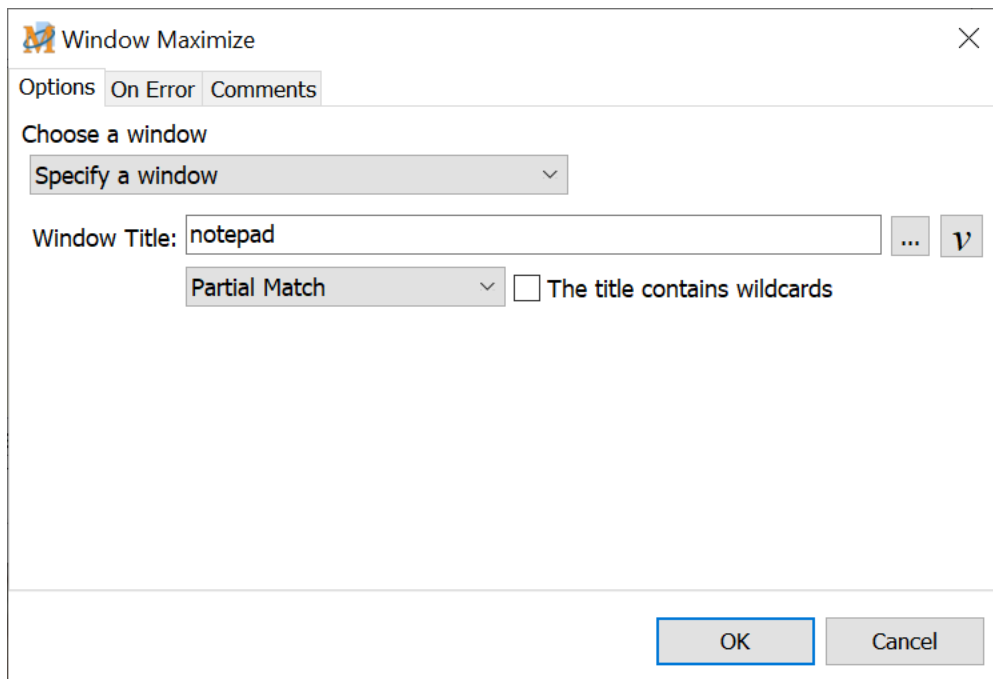 Window Maximize
Options On Error Comments
Choose a window
Specify a window
Window Title: notepad ... v
Partial Match The title contains wildcards
OK Cancel